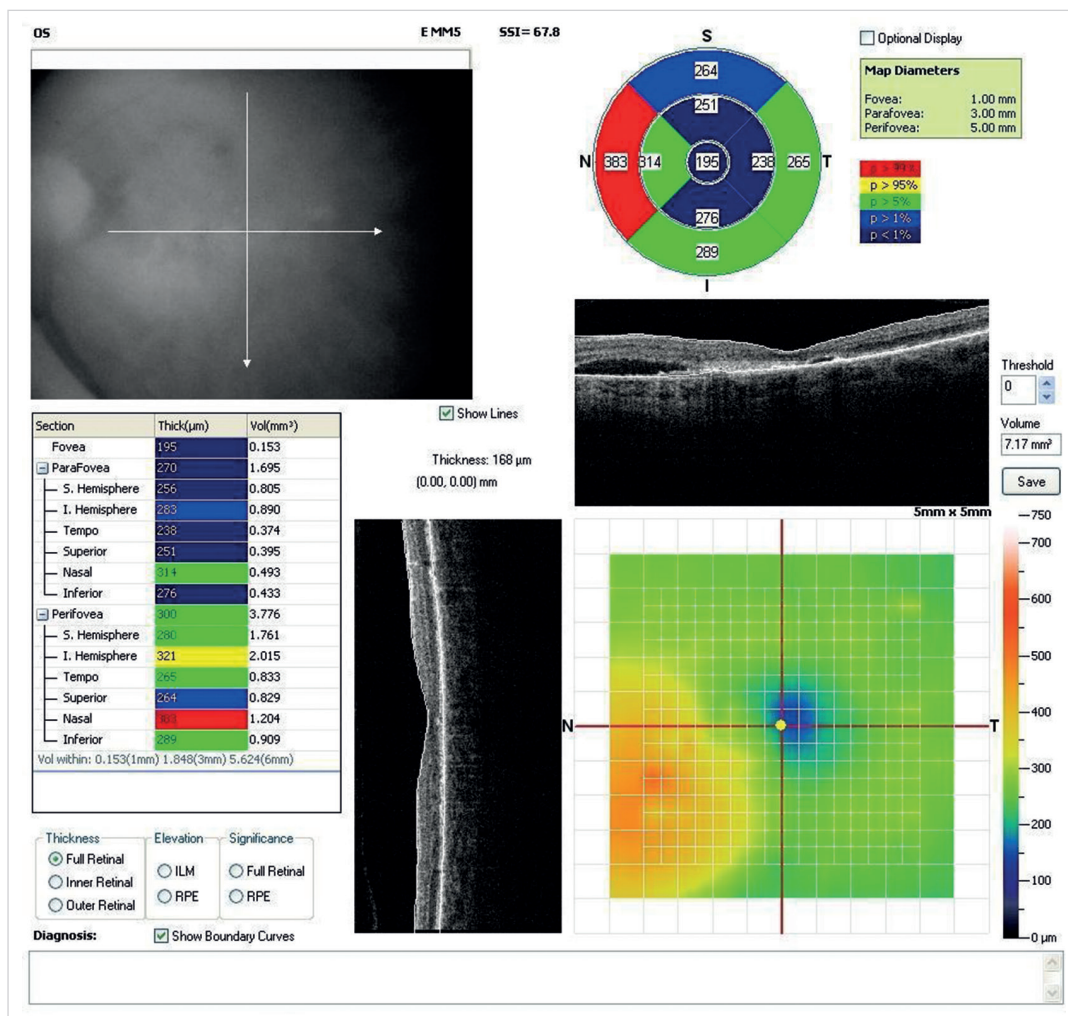 OS E MM5 SSI= 67.8
S
264
251
N 383 314 195 238 265 T
276
289
I
Optional Display
Map Diameters
Fovea: 1.00 mm
Parafovea: 3.00 mm
Perifovea: 5.00 mm
p > 99%
p > 95%
p > 5%
p > 1%
p < 1%
Show Lines
Thickness: 168 µm
(0.00, 0.00) mm
Threshold
0
Volume
7.17 mm³
Save
Section Thick(µm) Vol(mm³)
Fovea 195 0.153
ParaFovea 270 1.695
S. Hemisphere 256 0.805
I. Hemisphere 283 0.890
Tempo 238 0.374
Superior 251 0.395
Nasal 314 0.493
Inferior 276 0.433
Perifovea 300 3.776
S. Hemisphere 280 1.761
I. Hemisphere 321 2.015
Tempo 265 0.833
Superior 264 0.829
Nasal 383 1.204
Inferior 289 0.909
Vol within: 0.153(1mm) 1.848(3mm) 5.624(6mm)
5mm x 5mm
N T
750
700
600
500
400
300
200
100
0 µm
Thickness
Full Retinal
Inner Retinal
Outer Retinal
Elevation
ILM
RPE
Significance
Full Retinal
RPE
Diagnosis:
Show Boundary Curves